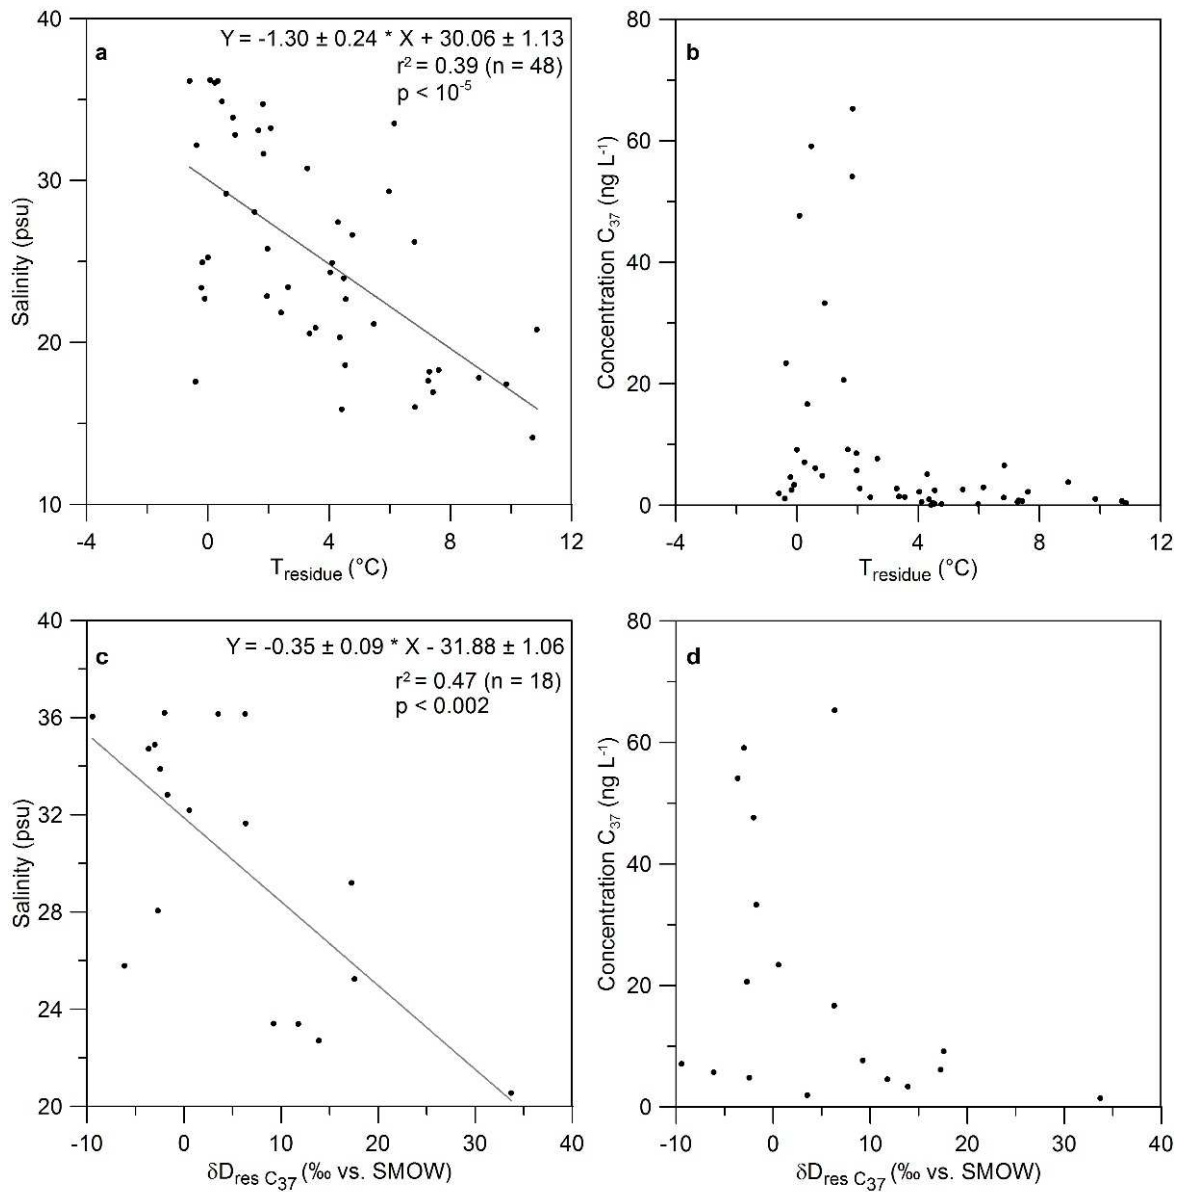 a
Y = -1.30 ± 0.24 * X + 30.06 ± 1.13
r² = 0.39 (n = 48)
p < 10⁻⁵
40
30
20
10
Salinity (psu)
-4 0 4 8 12
T_residue (°C)
b
80
60
40
20
0
Concentration C₃₇ (ng L⁻¹)
-4 0 4 8 12
T_residue (°C)
c
Y = -0.35 ± 0.09 * X - 31.88 ± 1.06
r² = 0.47 (n = 18)
p < 0.002
40
36
32
28
24
20
Salinity (psu)
-10 0 10 20 30 40
δD_res C₃₇ (‰ vs. SMOW)
d
80
60
40
20
0
Concentration C₃₇ (ng L⁻¹)
-10 0 10 20 30 40
δD_res C₃₇ (‰ vs. SMOW)